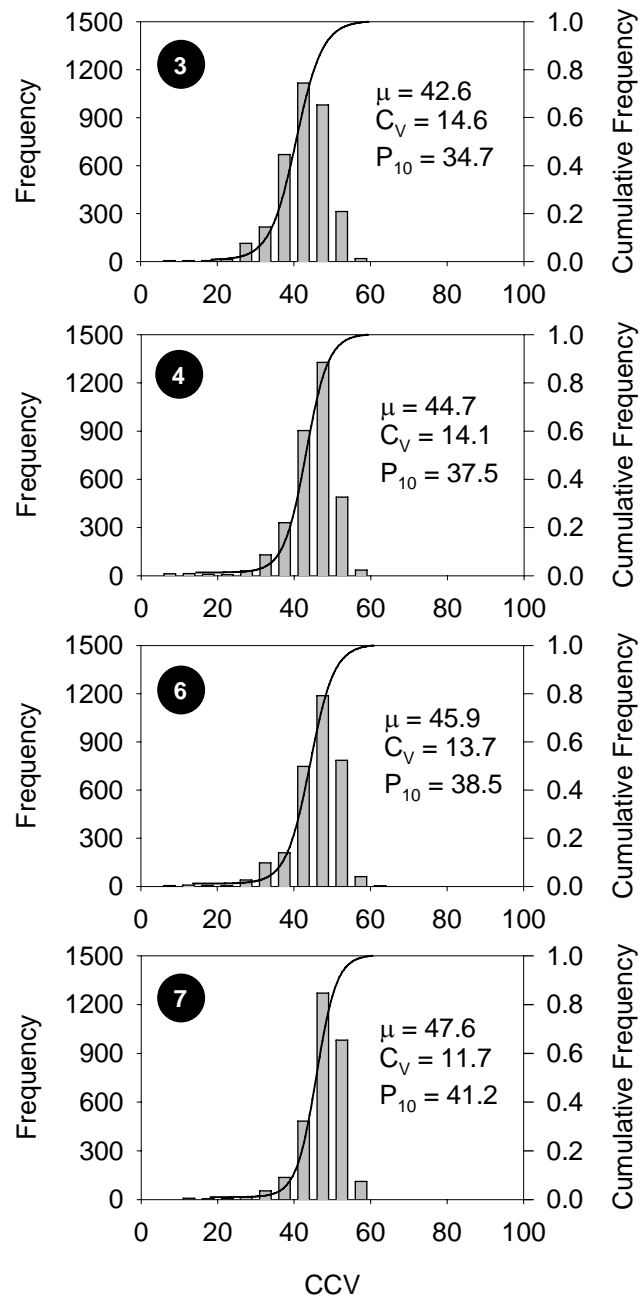 1500
1200
900
600
300
0
Frequency
3
μ = 42.6
C_V = 14.6
P_10 = 34.7
1.0
0.8
0.6
0.4
0.2
0.0
Cumulative Frequency
0 20 40 60 80 100
1500
1200
900
600
300
0
Frequency
4
μ = 44.7
C_V = 14.1
P_10 = 37.5
1.0
0.8
0.6
0.4
0.2
0.0
Cumulative Frequency
0 20 40 60 80 100
1500
1200
900
600
300
0
Frequency
6
μ = 45.9
C_V = 13.7
P_10 = 38.5
1.0
0.8
0.6
0.4
0.2
0.0
Cumulative Frequency
0 20 40 60 80 100
1500
1200
900
600
300
0
Frequency
7
μ = 47.6
C_V = 11.7
P_10 = 41.2
1.0
0.8
0.6
0.4
0.2
0.0
Cumulative Frequency
0 20 40 60 80 100
CCV